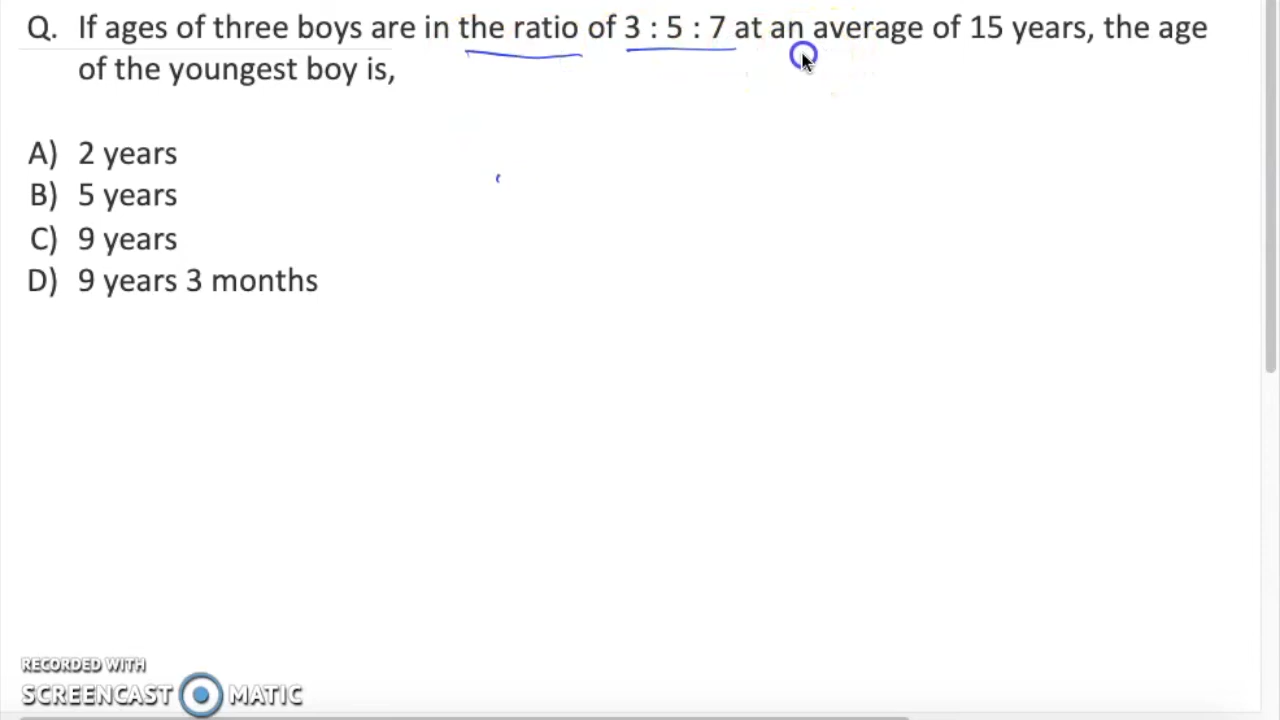 Q. If ages of three boys are in the ratio of 3 : 5 : 7 at an average of 15 years, the age
of the youngest boy is,
A) 2 years
B) 5 years
C) 9 years
D) 9 years 3 months
RECORDED WITH
SCREENCAST MATIC